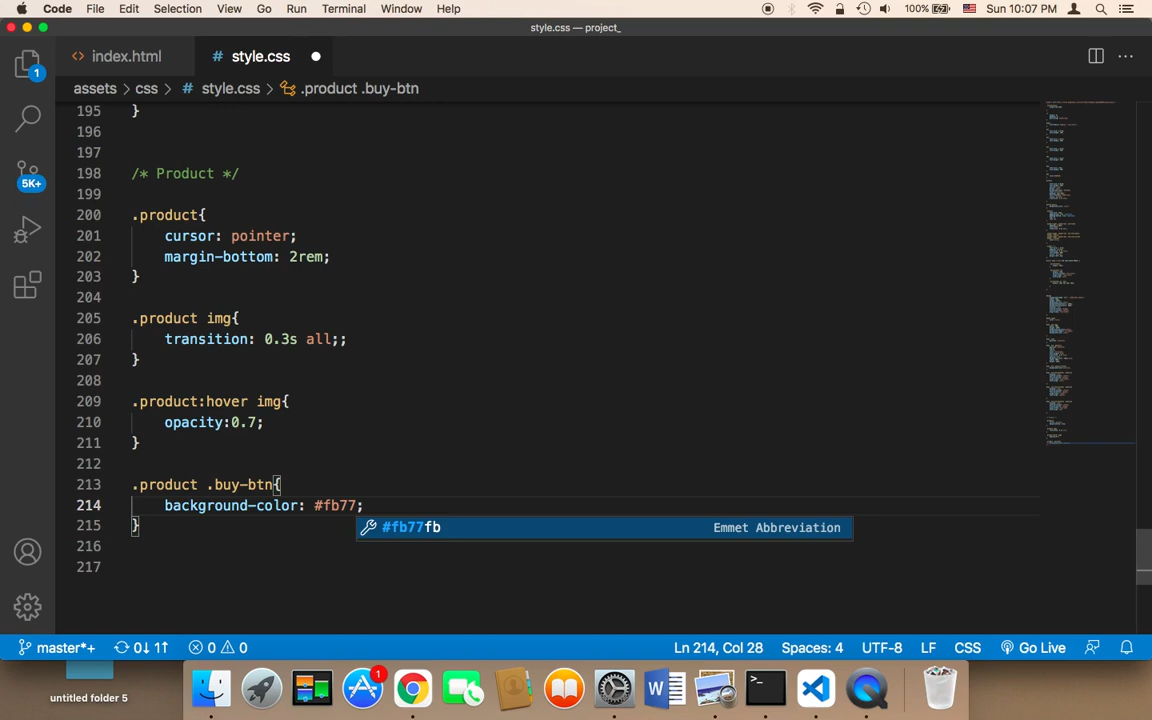 Code File Edit Selection View Go Run Terminal Window Help 100% Sun 10:07 PM
style.css — project_
1
<> index.html # style.css
assets > css > # style.css > .product .buy-btn
195 }
196
197
198 /* Product */
199
200 .product{
201 cursor: pointer;
202 margin-bottom: 2rem;
203 }
204
205 .product img{
206 transition: 0.3s all;;
207 }
208
209 .product:hover img{
210 opacity:0.7;
211 }
212
213 .product .buy-btn{
214 background-color: #fb77;
#fb77fb Emmet Abbreviation
215 }
216
217
5K+
master*+ 0↓ 1↑ 0 0 Ln 214, Col 28 Spaces: 4 UTF-8 LF CSS Go Live
1
untitled folder 5